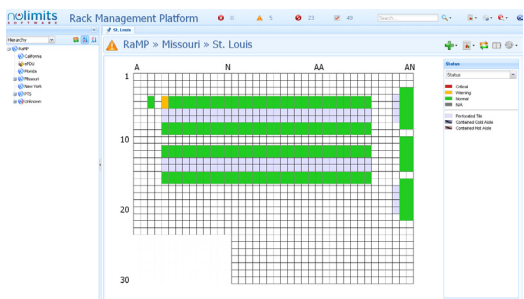 nolimits
SOFTWARE
Rack Management Platform
0
5
23
49
Search...
St. Louis
Hierarchy
RaMP
California
ePDU
Florida
Missouri
New York
PTS
Unknown
RaMP » Missouri » St. Louis
A N AA AN
1
10
20
30
Status
Status
Critical
Warning
Normal
N/A
Perforated Tile
Contained Cold Aisle
Contained Hot Aisle